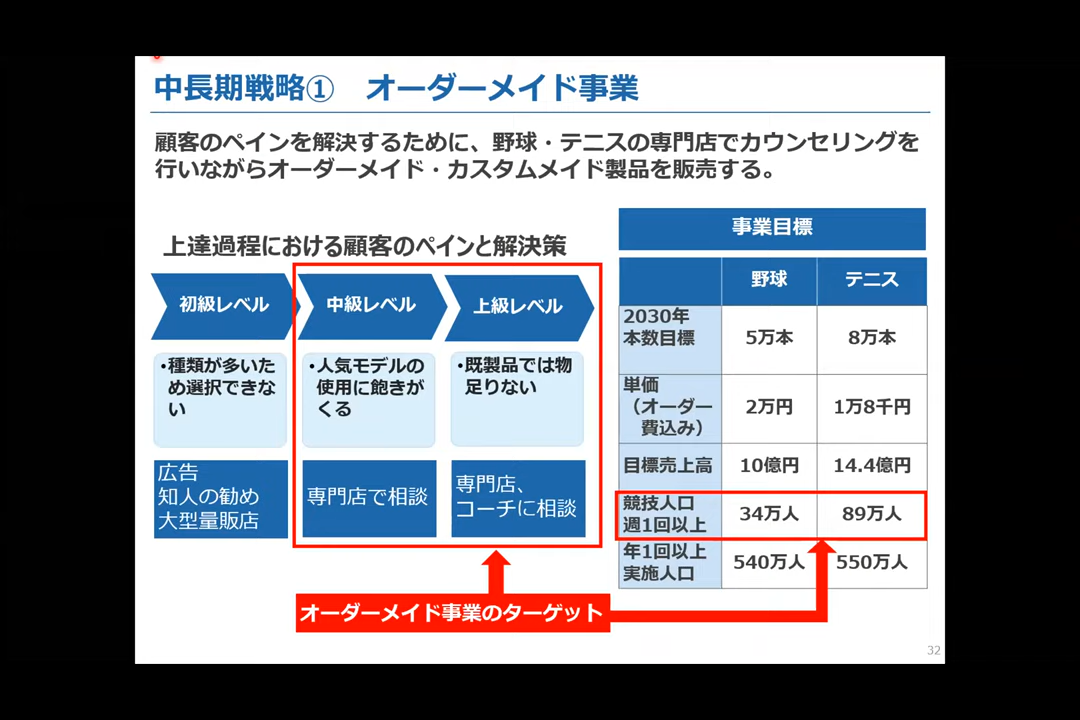 中長期戦略① オーダーメイド事業
顧客のペインを解決するために、野球・テニスの専門店でカウンセリングを
行いながらオーダーメイド・カスタムメイド製品を販売する。
上達過程における顧客のペインと解決策
初級レベル
中級レベル
上級レベル
・種類が多いた
め選択できな
い
・人気モデルの
使用に飽きが
くる
・既製品では物
足りない
広告
知人の勧め
大型量販店
専門店で相談
専門店、
コーチに相談
オーダーメイド事業のターゲット
事業目標
野球 テニス
2030年
本数目標 5万本 8万本
単価
（オーダー
費込み） 2万円 1万8千円
目標売上高 10億円 14.4億円
競技人口
週1回以上 34万人 89万人
年1回以上
実施人口 540万人 550万人
32